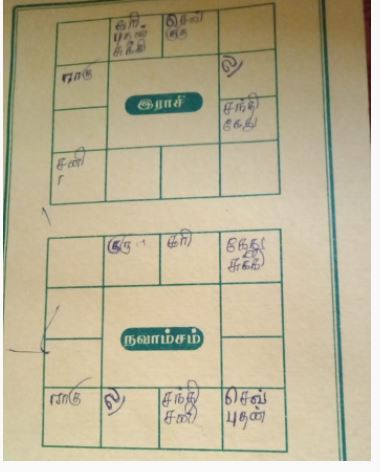 சூரி செவ்
புதன் குரு
சுக்கி
ராகு ல
இராசி
சந்தி
கேது
சனி
குரு சூரி கேது
சுக்கி
நவாம்சம்
ராகு ல சந்தி செவ்
சனி புதன்